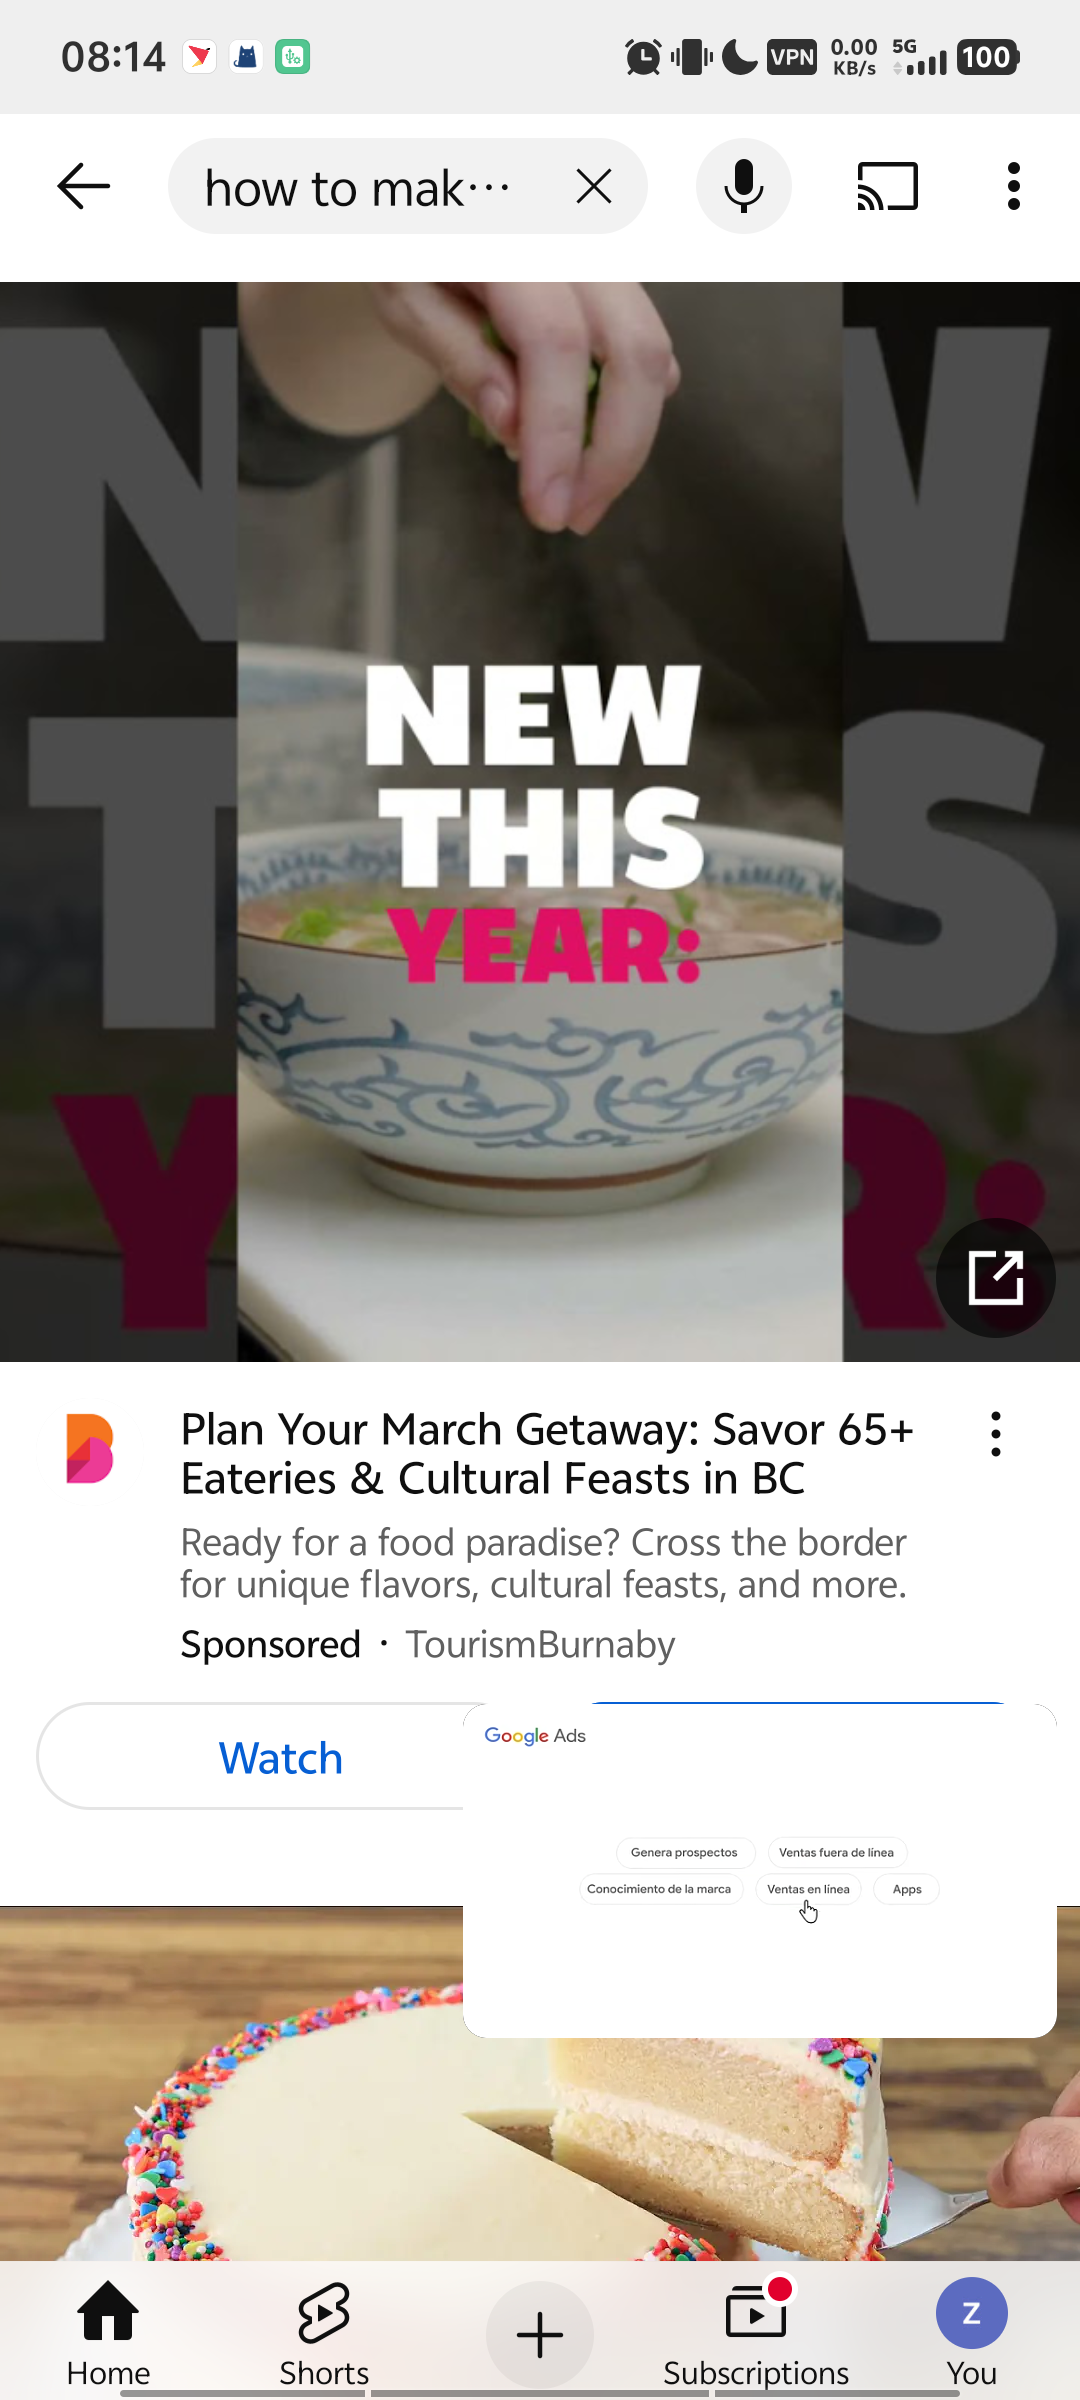 08:14
VPN
0.00
KB/s
5G
100
how to mak...
NEW
THIS
YEAR:
Plan Your March Getaway: Savor 65+
Eateries & Cultural Feasts in BC
Ready for a food paradise? Cross the border
for unique flavors, cultural feasts, and more.
Sponsored · TourismBurnaby
Watch
Google Ads
Genera prospectos
Ventas fuera de línea
Conocimiento de la marca
Ventas en línea
Apps
Home
Shorts
Subscriptions
Z
You